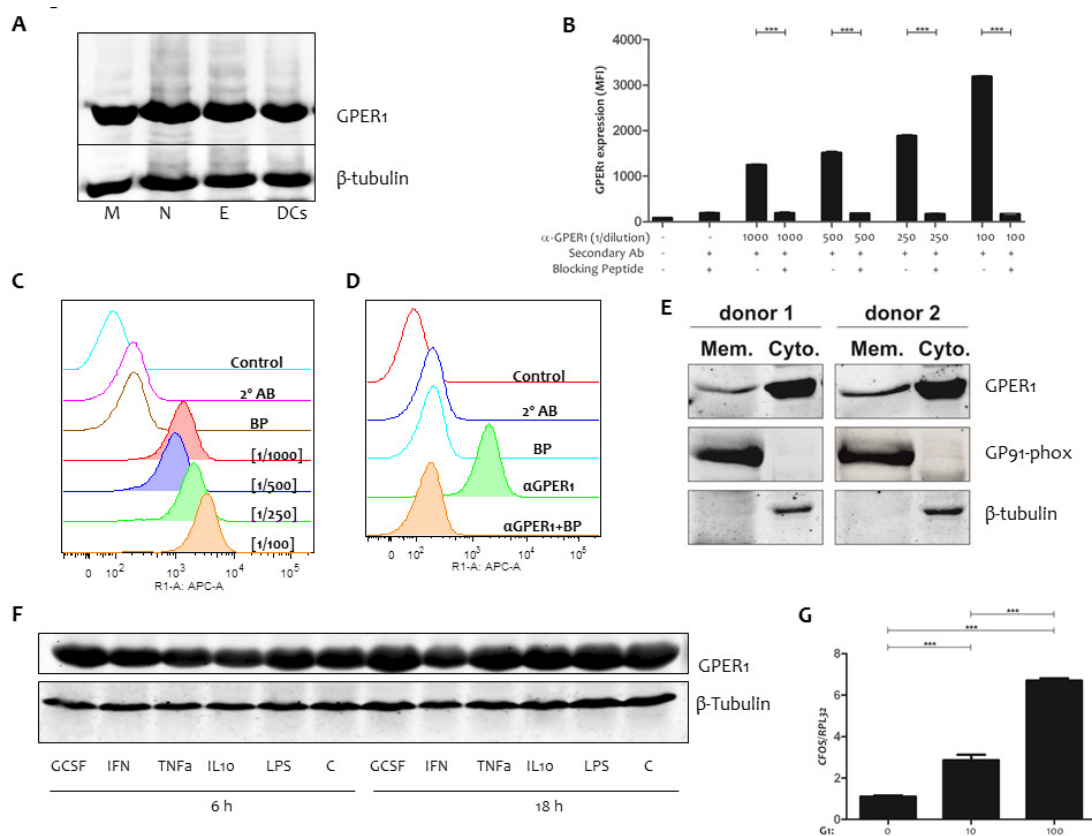 A
GPER1
β-tubulin
M N E DCs
B
GPER1 expression (MFI)
4000
3000
2000
1000
0
*** *** *** ***
α-GPER1 (1/dilution) - - 1000 1000 500 500 250 250 100 100
Secondary Ab - + + + + + + + + +
Blocking Peptide - + - + - + - + - +
C
Control
2° AB
BP
[1/1000]
[1/500]
[1/250]
[1/100]
0 10² 10³ 10⁴ 10⁵
R1-A: APC-A
D
Control
2° AB
BP
αGPER1
αGPER1+BP
0 10² 10³ 10⁴ 10⁵
R1-A: APC-A
E
donor 1 donor 2
Mem. Cyto. Mem. Cyto.
GPER1
GP91-phox
β-tubulin
F
GPER1
β-Tubulin
GCSF IFN TNFa IL10 LPS C GCSF IFN TNFa IL10 LPS C
6 h 18 h
G
***
***
***
CFOS/RPL32
8
6
4
2
0
G1: 0 10 100